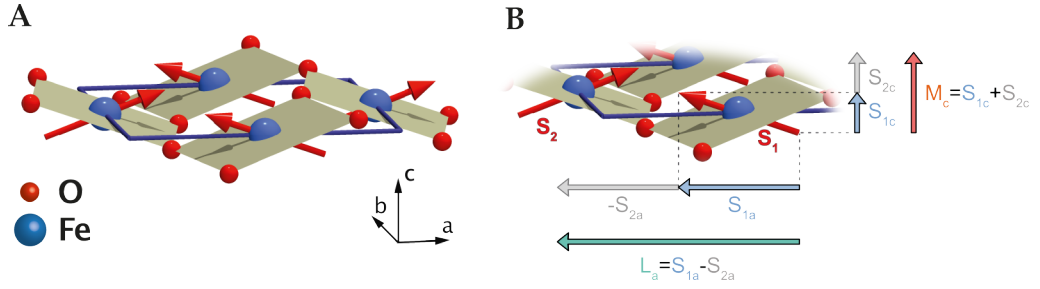 A
O
Fe
c
b
a
B
S₂
S₁
S₂c
S₁c
Mc=S₁c+S₂c
-S₂a
S₁a
La=S₁a-S₂a